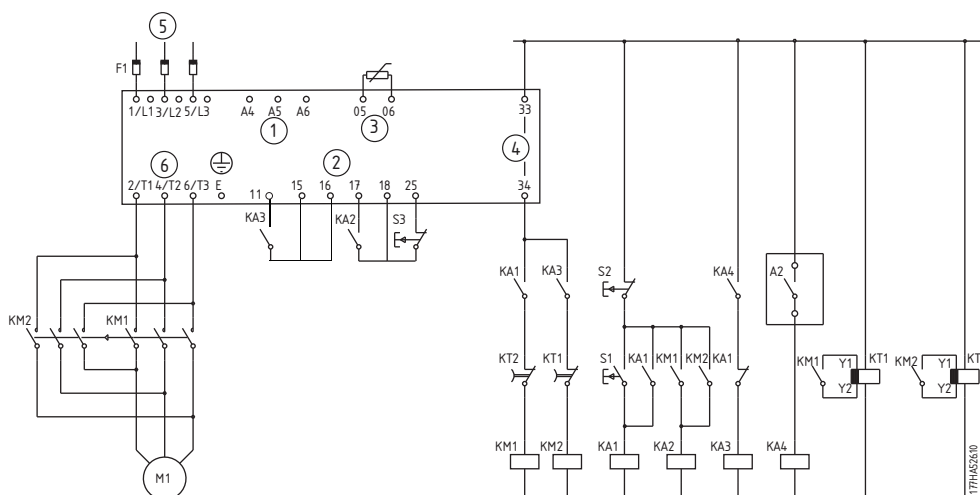 5
F1
1/L1 3/L2 5/L3
A4 A5 A6
05 06
33
1
3
4
2
6
2/T1 4/T2 6/T3 E
11 15 16 17 18 25
34
KA3
KA2
S3
KA1 KA3
S2
KA4
A2
KM2 KM1
KT2 KT1
S1 KA1 KM1 KM2 KA1
KM1 Y1 KT1
Y2
KM2 Y1 KT
Y2
KM1 KM2 KA1 KA2 KA3 KA4
M1
177HA526.10